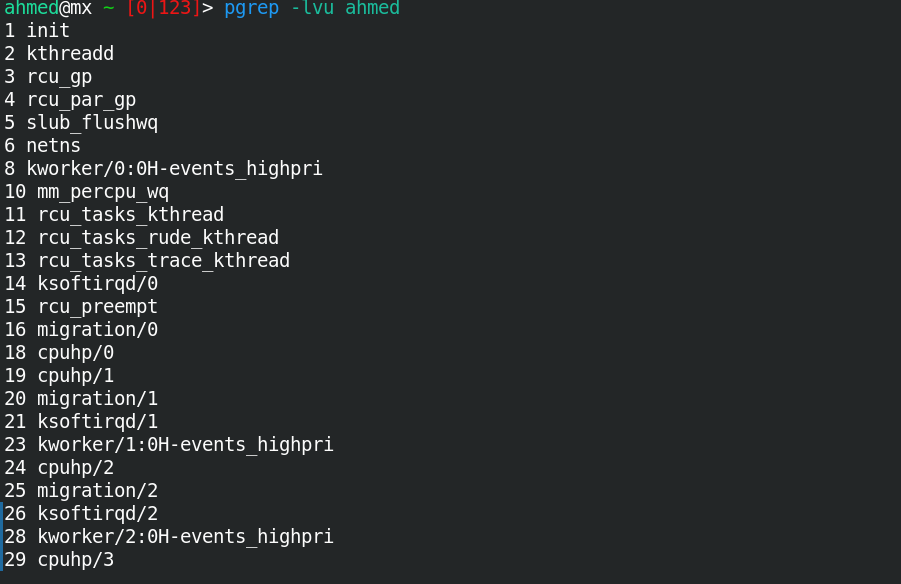 ahmed@mx ~ [0|123]> pgrep -lvu ahmed
1 init
2 kthreadd
3 rcu_gp
4 rcu_par_gp
5 slub_flushwq
6 netns
8 kworker/0:0H-events_highpri
10 mm_percpu_wq
11 rcu_tasks_kthread
12 rcu_tasks_rude_kthread
13 rcu_tasks_trace_kthread
14 ksoftirqd/0
15 rcu_preempt
16 migration/0
18 cpuhp/0
19 cpuhp/1
20 migration/1
21 ksoftirqd/1
23 kworker/1:0H-events_highpri
24 cpuhp/2
25 migration/2
26 ksoftirqd/2
28 kworker/2:0H-events_highpri
29 cpuhp/3